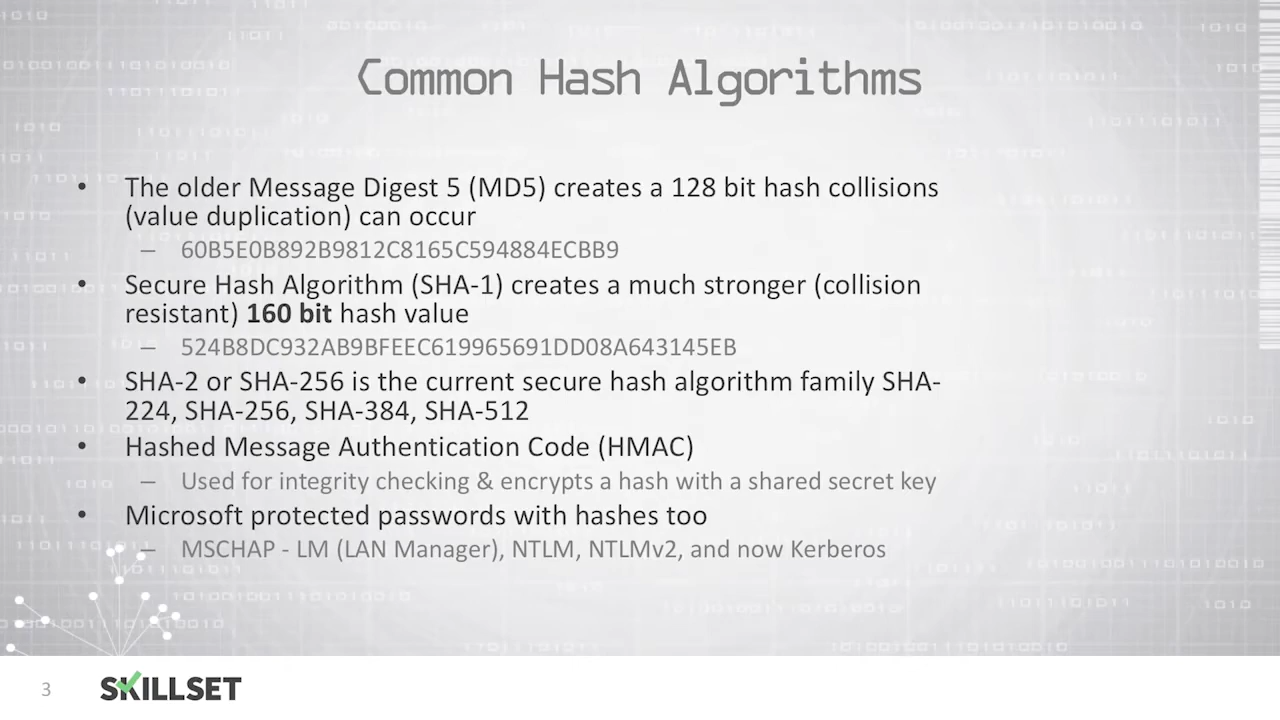 Common Hash Algorithms
• The older Message Digest 5 (MD5) creates a 128 bit hash collisions
(value duplication) can occur
– 60B5E0B892B9812C8165C594884ECBB9
• Secure Hash Algorithm (SHA-1) creates a much stronger (collision
resistant) 160 bit hash value
– 524B8DC932AB9BFEEC619965691DD08A643145EB
• SHA-2 or SHA-256 is the current secure hash algorithm family SHA-
224, SHA-256, SHA-384, SHA-512
• Hashed Message Authentication Code (HMAC)
– Used for integrity checking & encrypts a hash with a shared secret key
• Microsoft protected passwords with hashes too
– MSCHAP - LM (LAN Manager), NTLM, NTLMv2, and now Kerberos
3
SKILLSET